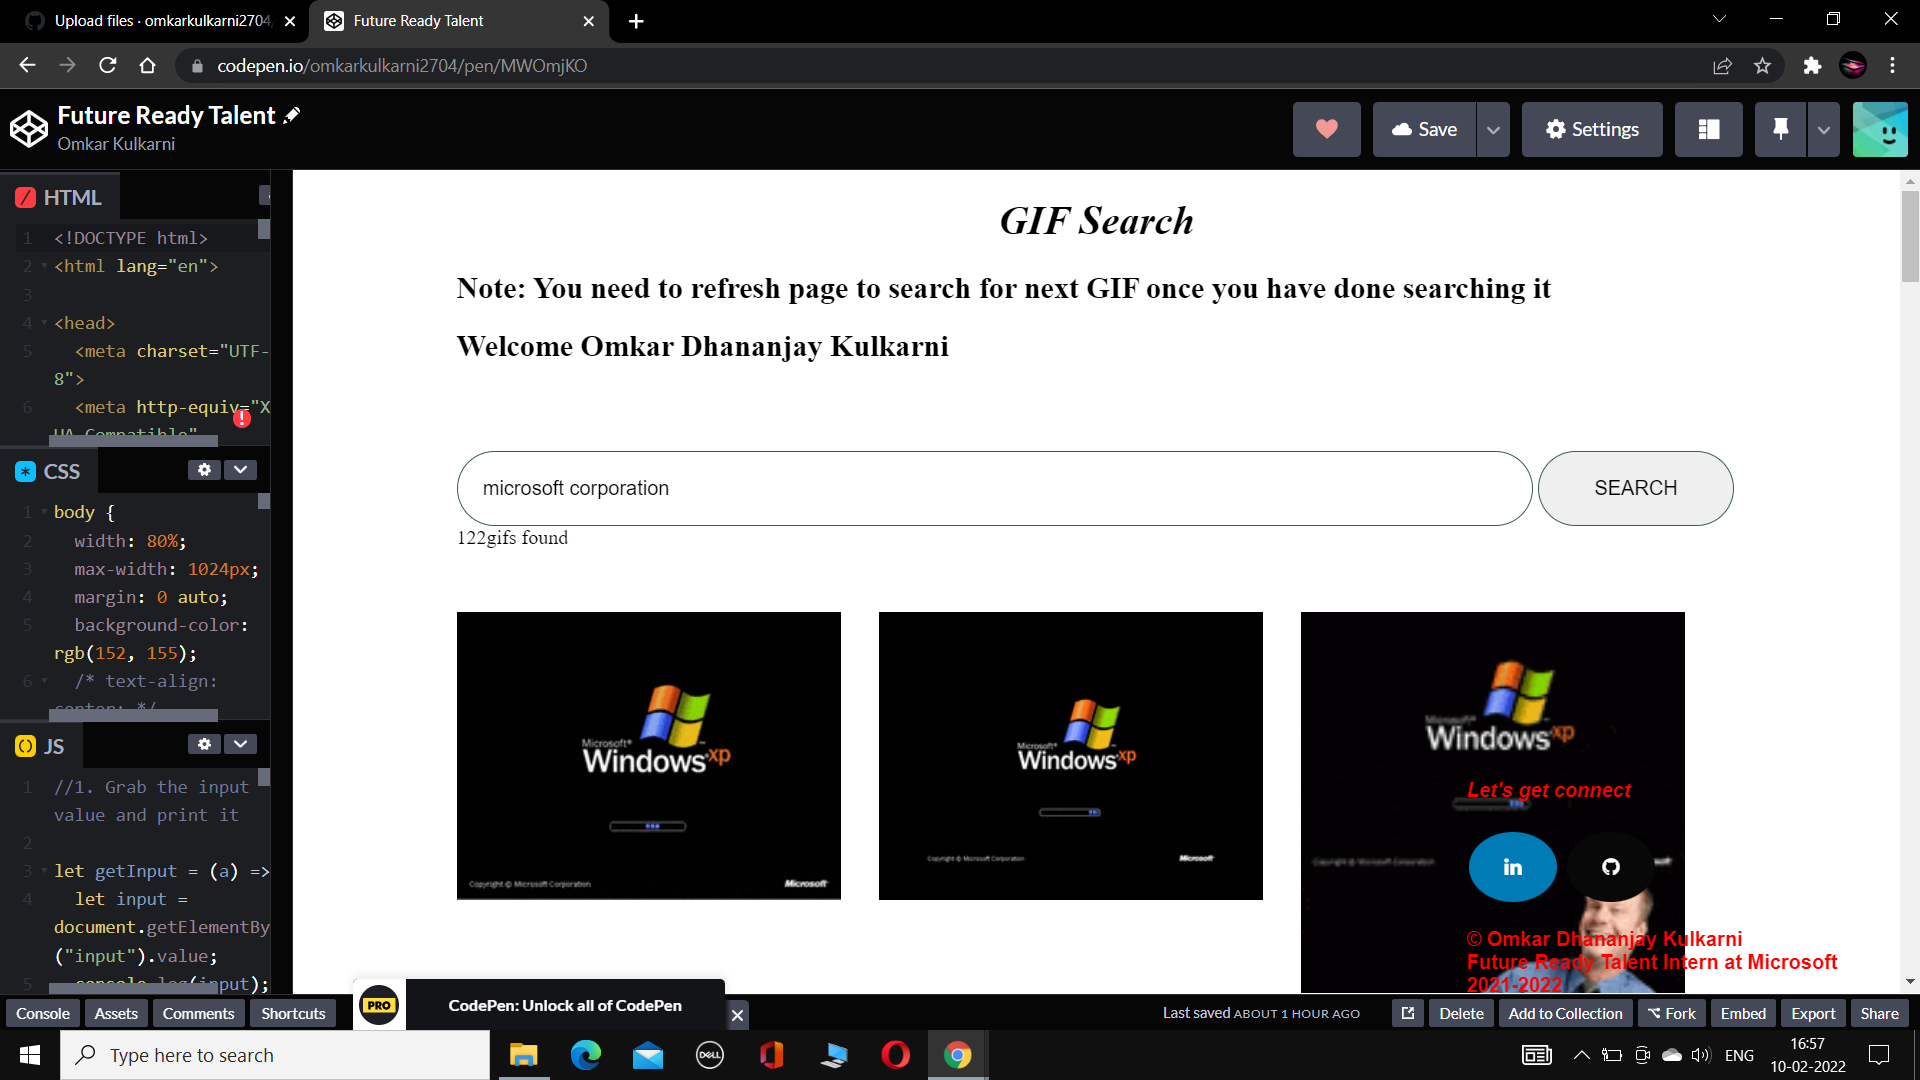 Upload files · omkarkulkarni2704
Future Ready Talent
codepen.io/omkarkulkarni2704/pen/MWOmjKO
Future Ready Talent
Omkar Kulkarni
Save
Settings
HTML
1 <!DOCTYPE html>
2 <html lang="en">
3
4 <head>
5 <meta charset="UTF-
8">
6 <meta http-equiv="X
UA-Compatible"
CSS
1 body {
2 width: 80%;
3 max-width: 1024px;
4 margin: 0 auto;
5 background-color:
rgb(152, 155);
6 /* text-align:
center; */
JS
1 //1. Grab the input
value and print it
2
3 let getInput = (a) =>
4 let input =
document.getElementBy
("input").value;
5 console.log(input);
GIF Search
Note: You need to refresh page to search for next GIF once you have done searching it
Welcome Omkar Dhananjay Kulkarni
microsoft corporation
SEARCH
122gifs found
Microsoft®
Windows xp
Copyright © Microsoft Corporation
Microsoft
Microsoft®
Windows xp
Copyright © Microsoft Corporation
Microsoft
Microsoft®
Windows xp
Copyright © Microsoft Corporation
Let's get connect
in
© Omkar Dhananjay Kulkarni
Future Ready Talent Intern at Microsoft
2021-2022
PRO
CodePen: Unlock all of CodePen
Console
Assets
Comments
Shortcuts
Last saved ABOUT 1 HOUR AGO
Delete
Add to Collection
Fork
Embed
Export
Share
Type here to search
DELL
ENG
16:57
10-02-2022